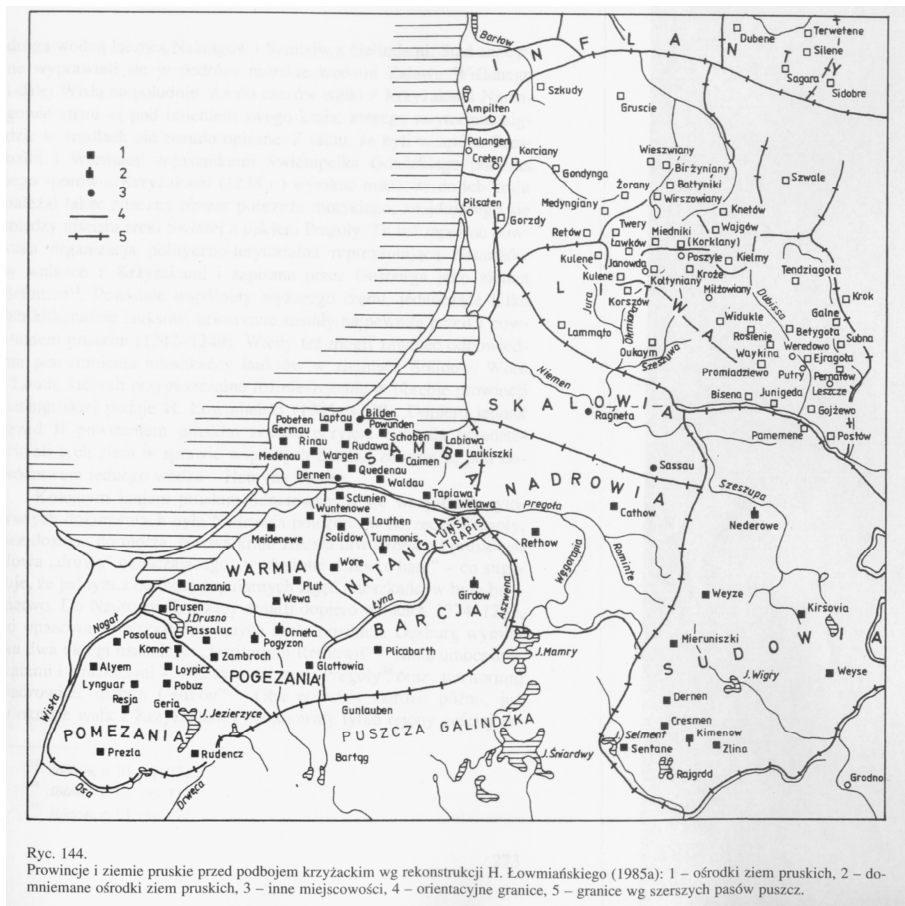 INFLANTY
Bartow
Dubene
Terwetene
Silene
Sagara
Sidobre
Szkudy
Gruscie
Ampilten
Palangen
Creten
Korciany
Wieszwiany
Birżyniany
Gondynga
Żorany
Bałtyniki
Wirszowiany
Szwale
Medyngiany
Knetów
Pilsaten
Gorzdy
Retów
Twery
Ławków
Miedniki
Wajgów
(Korklany)
Kulene
Janowda
Poszyle
Kielmy
Tendziagoła
Kulene
Kołtyniany
Kroże
LITWA
Korszów
Miłżowiany
Dubissa
Krok
Jura
Okmiana
Galne
Lammato
Widukle
Rosienie
Betygoła
Subna
Oukaym
Szeszuwa
Waykina
Weredowo
Ejragoła
Promiadziewo
Putry
Pernałow
Leszcze
Niemen
Bisena
Junigeda
Gojżewo
SKALOWIA
Ragneta
Pamemene
Postów
1
2
3
4
Pobeten
Laptau
Bilden
Germau
Powunden
Schoben
Rinau
Rudawa
Labiawa
SAMBIA
Laukiszki
Medenau
Wargen
Caimen
Quedenau
Dernen
Waldau
Sassau
NADROWIA
Sclunien
Tapiawa
Welawa
Pregoła
Cathow
Szeszupa
Wuntenowe
Lauthen
UNSA TRAPIS
Nederowe
Meidenewe
Solidow
Tummonis
Rethow
NATANGIA
Węgorapia
Rominte
WARMIA
Wore
Lanzania
Plut
Łyna
Girdow
Aszwena
Wewa
BARCJA
Weyze
Kirsovia
Drusen
Nogat
J.Drusno
Posoloua
Passaluc
Orneta
Pogyzan
Komor
Zambroch
Plicabarth
J.Mamry
Mieruniszki
SUDOWIA
Alyem
Loypicz
Glottowia
J.Wigry
Weyse
Lynguar
Pobuz
POGEZANIA
Wisła
Resja
Geria
J.Jezierzyce
Gunlauben
Dernen
POMEZANIA
PUSZCZA GALINDZKA
Cresmen
Kimenow
J.Selment
Prezla
Rudencz
Bartąg
J.Śniardwy
Sentane
Zlina
Rajgród
Grodno
Osa
Drwęca
Ryc. 144.
Prowincje i ziemie pruskie przed podbojem krzyżackim wg rekonstrukcji H. Łowmiańskiego (1985a): 1 – ośrodki ziem pruskich, 2 – do-
mniemane ośrodki ziem pruskich, 3 – inne miejscowości, 4 – orientacyjne granice, 5 – granice wg szerszych pasów puszcz.